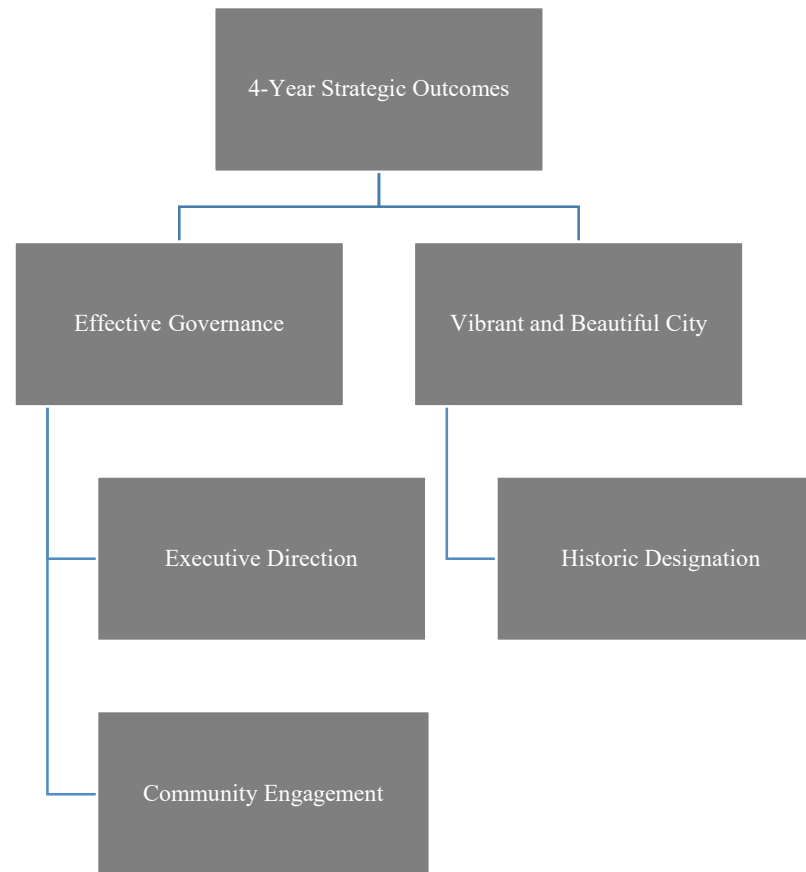 4-Year Strategic Outcomes
Effective Governance
Vibrant and Beautiful City
Executive Direction
Historic Designation
Community Engagement